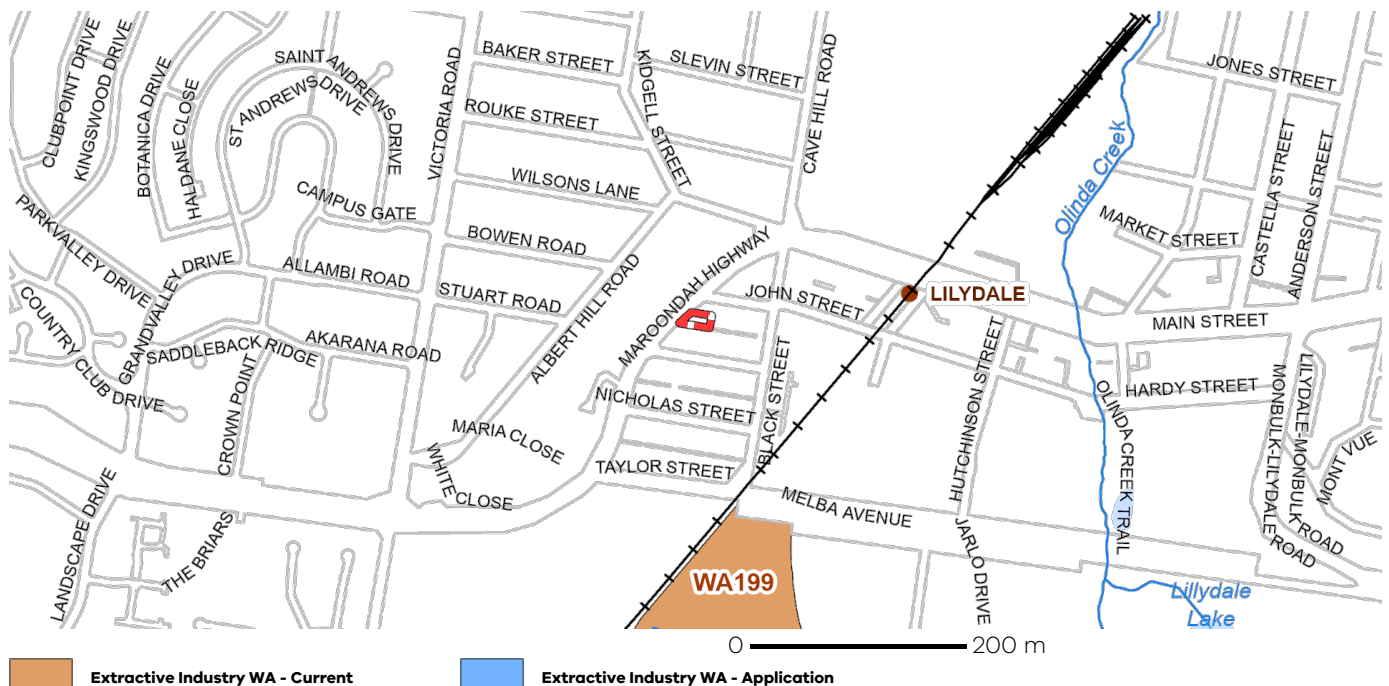 CLUBPOINT DRIVE
KINGSWOOD DRIVE
BOTANICA DRIVE
HALDANE CLOSE
SAINT ANDREWS DRIVE
ST ANDREWS DRIVE
VICTORIA ROAD
BAKER STREET
KIDGELL STREET
SLEVIN STREET
CAVE HILL ROAD
JONES STREET
ROUKE STREET
Olinda Creek
CASTELLA STREET
ANDERSON STREET
WILSONS LANE
CAMPUS GATE
PARKVALLEY DRIVE
MARKET STREET
BOWEN ROAD
MAROONDAH HIGHWAY
GRANDVALLEY DRIVE
ALLAMBI ROAD
STUART ROAD
ALBERT HILL ROAD
JOHN STREET
LILYDALE
COUNTRY CLUB DRIVE
MAIN STREET
SADDLEBACK RIDGE
AKARANA ROAD
CROWN POINT
BLACK STREET
HUTCHINSON STREET
HARDY STREET
OLINDA CREEK TRAIL
MONBULK-LILYDALE ROAD
LILYDALE-MONBULK ROAD
MONT VUE
NICHOLAS STREET
MARIA CLOSE
WHITE CLOSE
TAYLOR STREET
MELBA AVENUE
LANDSCAPE DRIVE
THE BRIARS
JARLO DRIVE
WA199
Lillydale
Lake
0 200 m
Extractive Industry WA - Current
Extractive Industry WA - Application